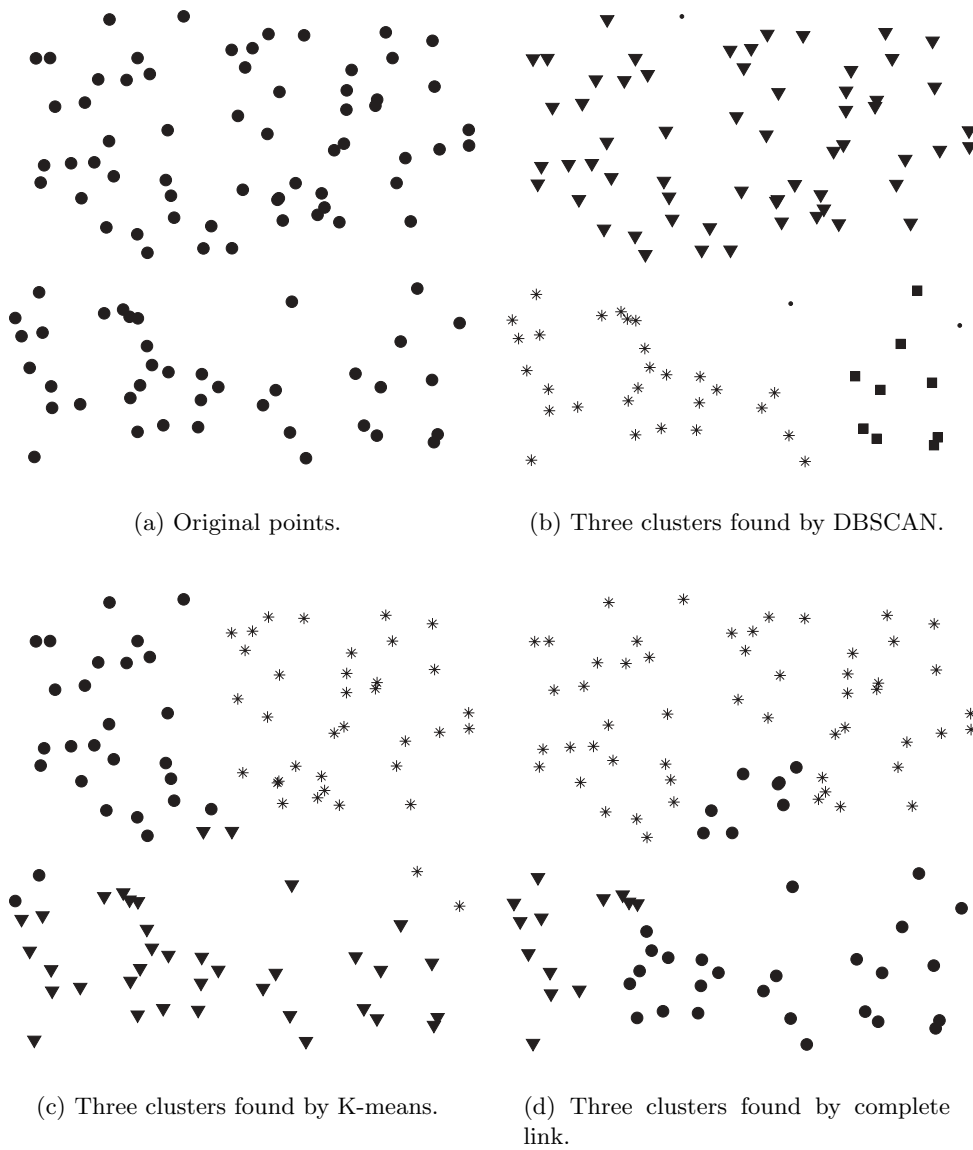 (a) Original points.
(b) Three clusters found by DBSCAN.
(c) Three clusters found by K-means.
(d) Three clusters found by complete
link.